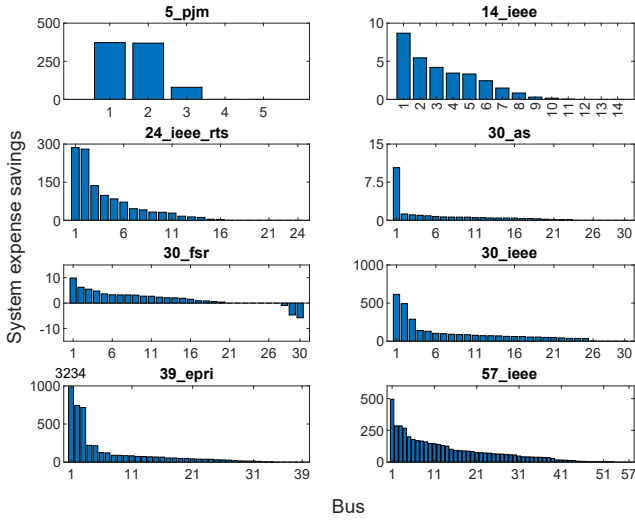 5_pjm
500
250
0
1 2 3 4 5
14_ieee
10
5
0
1 2 3 4 5 6 7 8 9 10 11 12 13 14
24_ieee_rts
300
150
0
1 6 11 16 21 24
30_as
15
7.5
0
1 6 11 16 21 26 30
30_fsr
10
0
-10
1 6 11 16 21 26 30
30_ieee
1000
500
0
1 6 11 16 21 26 30
39_epri
3234
1000
500
0
1 11 21 31 39
57_ieee
500
250
0
1 11 21 31 41 51 57
System expense savings
Bus